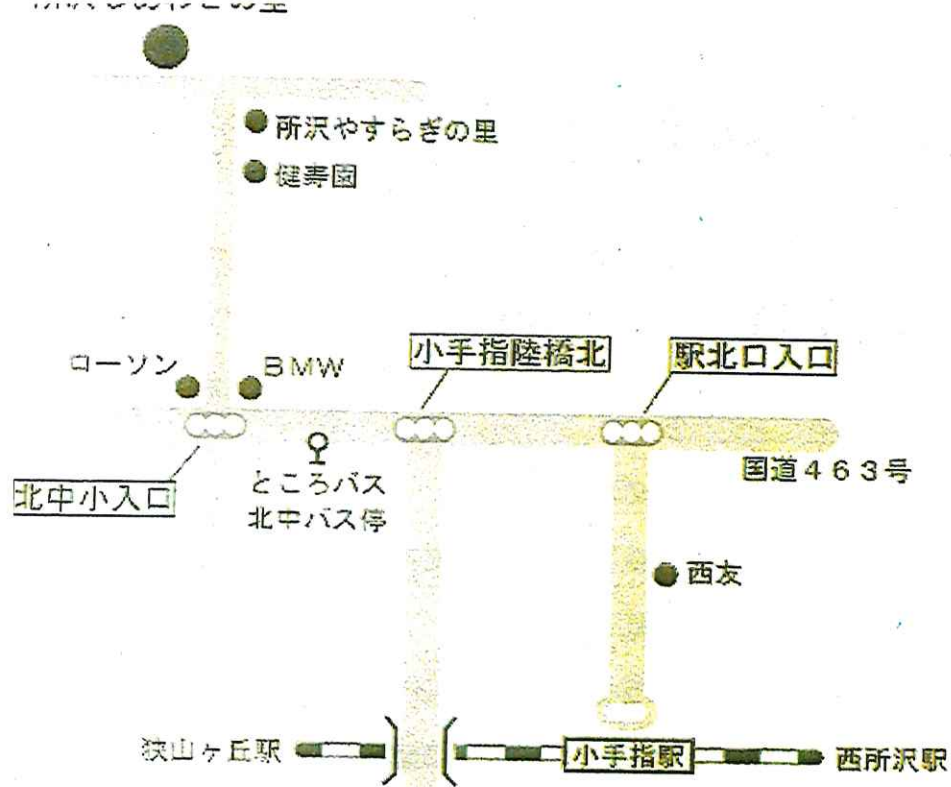 所沢やすらぎの里
健寿園
ローソン
BMW
小手指陸橋北
駅北口入口
国道463号
北中小入口
ところバス
北中バス停
西友
狭山ヶ丘駅
小手指駅
西所沢駅